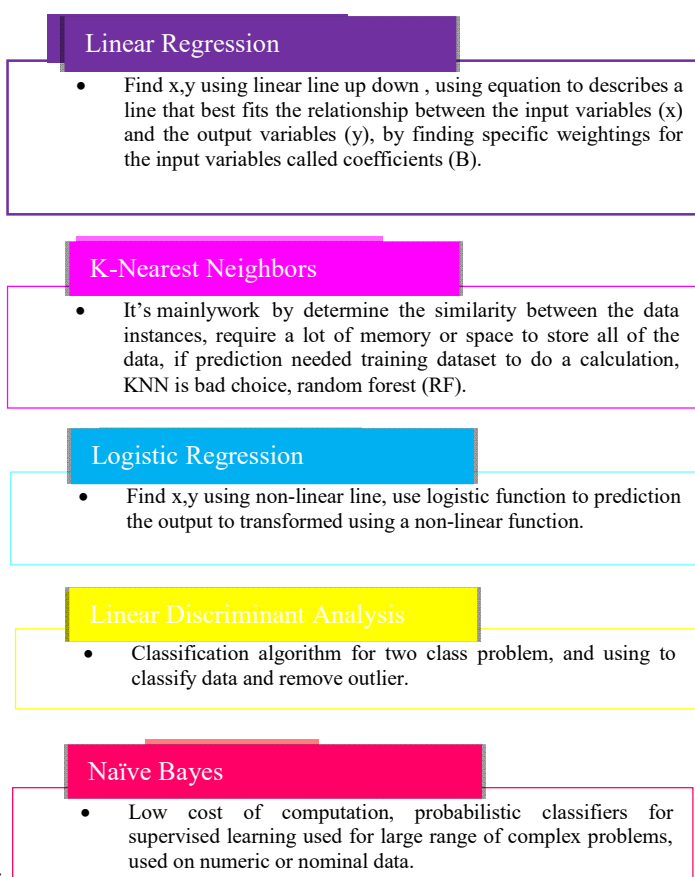 Linear Regression
• Find x,y using linear line up down , using equation to describes a
line that best fits the relationship between the input variables (x)
and the output variables (y), by finding specific weightings for
the input variables called coefficients (B).
K-Nearest Neighbors
• It’s mainlywork by determine the similarity between the data
instances, require a lot of memory or space to store all of the
data, if prediction needed training dataset to do a calculation,
KNN is bad choice, random forest (RF).
Logistic Regression
• Find x,y using non-linear line, use logistic function to prediction
the output to transformed using a non-linear function.
Linear Discriminant Analysis
• Classification algorithm for two class problem, and using to
classify data and remove outlier.
Naïve Bayes
• Low cost of computation, probabilistic classifiers for
supervised learning used for large range of complex problems,
used on numeric or nominal data.